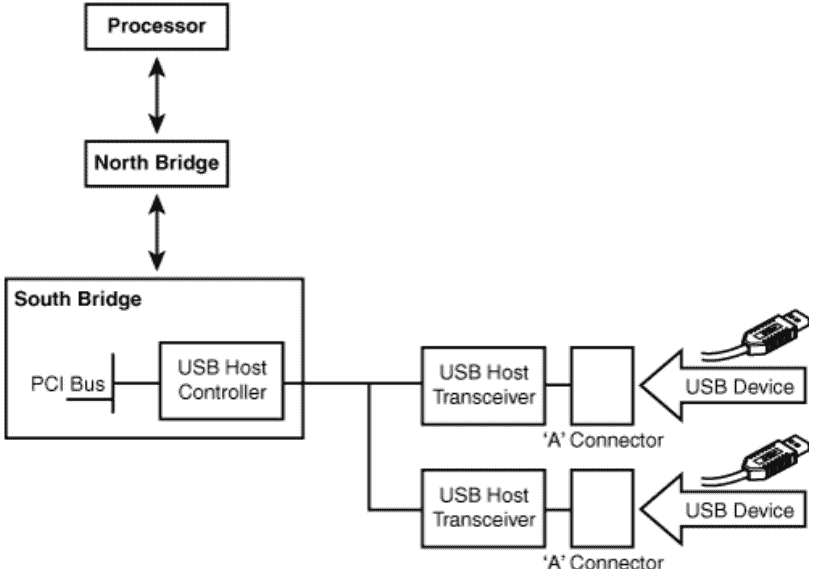 Processor
North Bridge
South Bridge
PCI Bus
USB Host
Controller
USB Host
Transceiver
'A' Connector
USB Device
USB Host
Transceiver
'A' Connector
USB Device